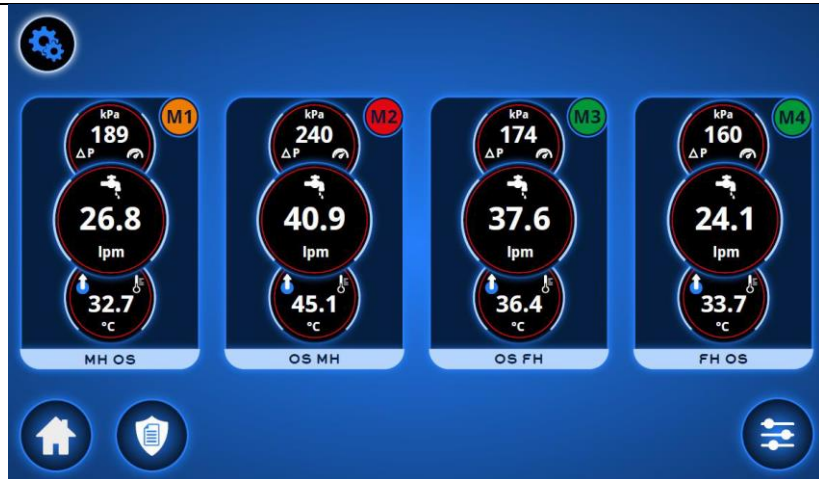 M1
kPa
189
ΔP
26.8
lpm
32.7
°C
MH OS
M2
kPa
240
ΔP
40.9
lpm
45.1
°C
OS MH
M3
kPa
174
ΔP
37.6
lpm
36.4
°C
OS FH
M4
kPa
160
ΔP
24.1
lpm
33.7
°C
FH OS